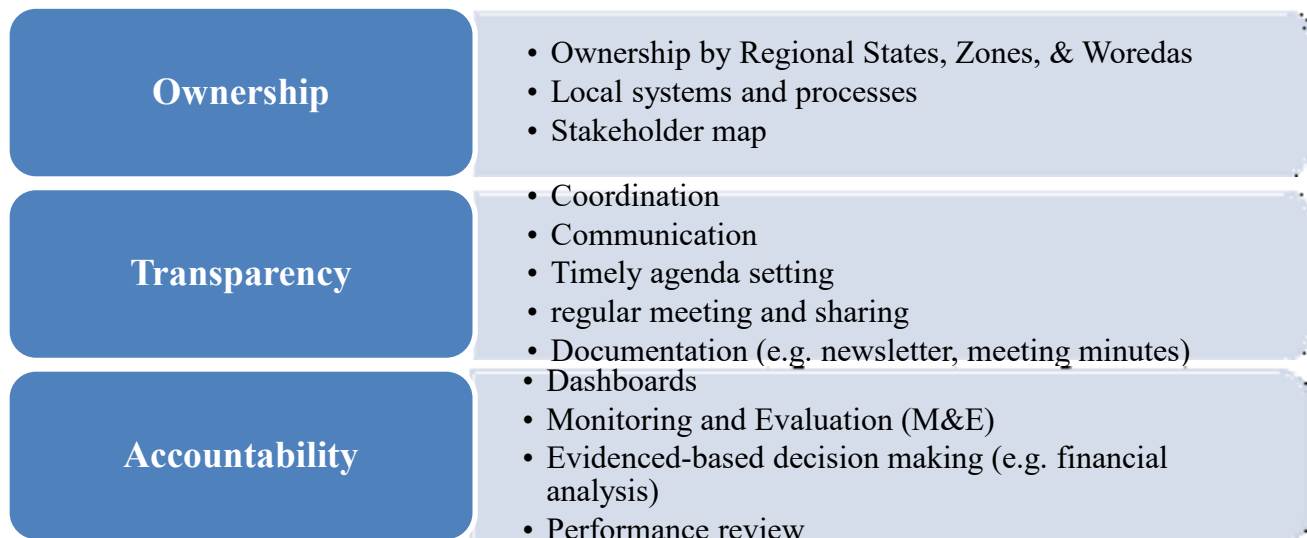 Ownership
• Ownership by Regional States, Zones, & Woredas
• Local systems and processes
• Stakeholder map
Transparency
• Coordination
• Communication
• Timely agenda setting
• regular meeting and sharing
• Documentation (e.g. newsletter, meeting minutes)
Accountability
• Dashboards
• Monitoring and Evaluation (M&E)
• Evidenced-based decision making (e.g. financial
analysis)
• Performance review